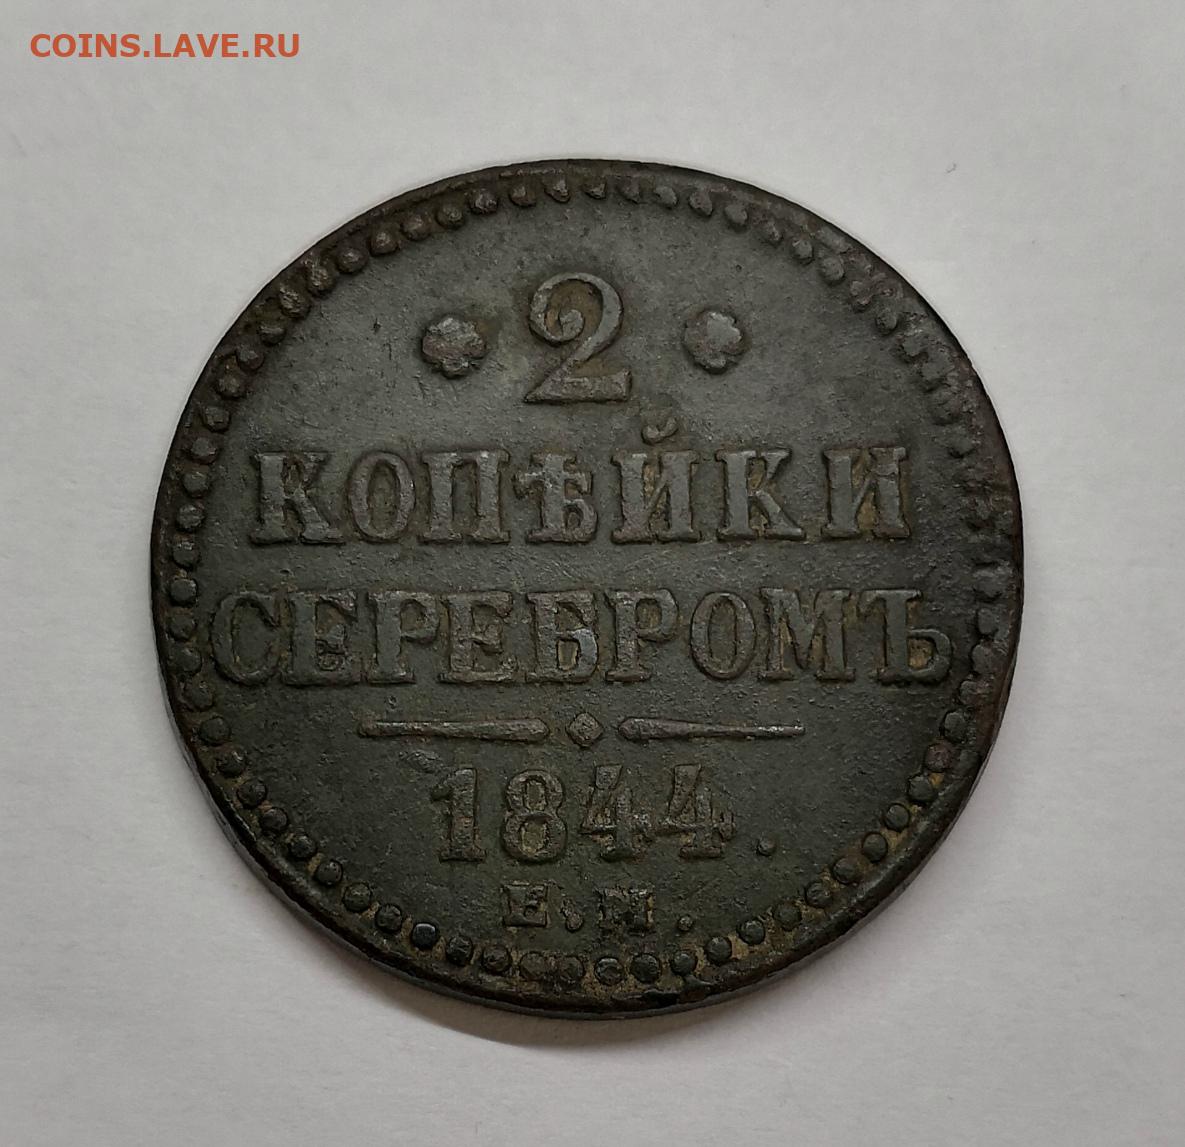 COINS.LAVE.RU
2
КОПѢЙКИ
СЕРЕБРОМЪ
1844.
Е.М.